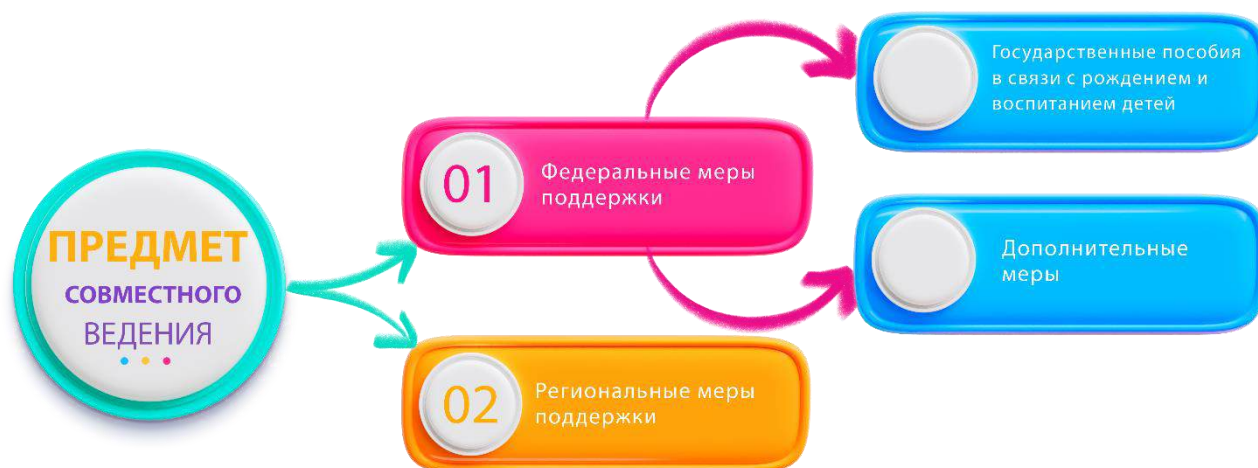 ПРЕДМЕТ
СОВМЕСТНОГО
ВЕДЕНИЯ
01
Федеральные меры
поддержки
02
Региональные меры
поддержки
Государственные пособия
в связи с рождением и
воспитанием детей
Дополнительные
меры